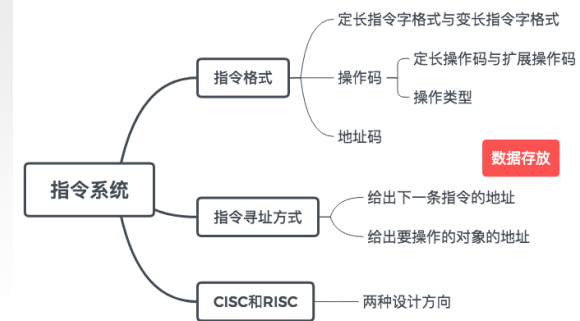 定长指令字格式与变长指令字格式
指令格式
操作码
定长操作码与扩展操作码
操作类型
地址码
数据存放
指令系统
指令寻址方式
给出下一条指令的地址
给出要操作的对象的地址
CISC和RISC
两种设计方向